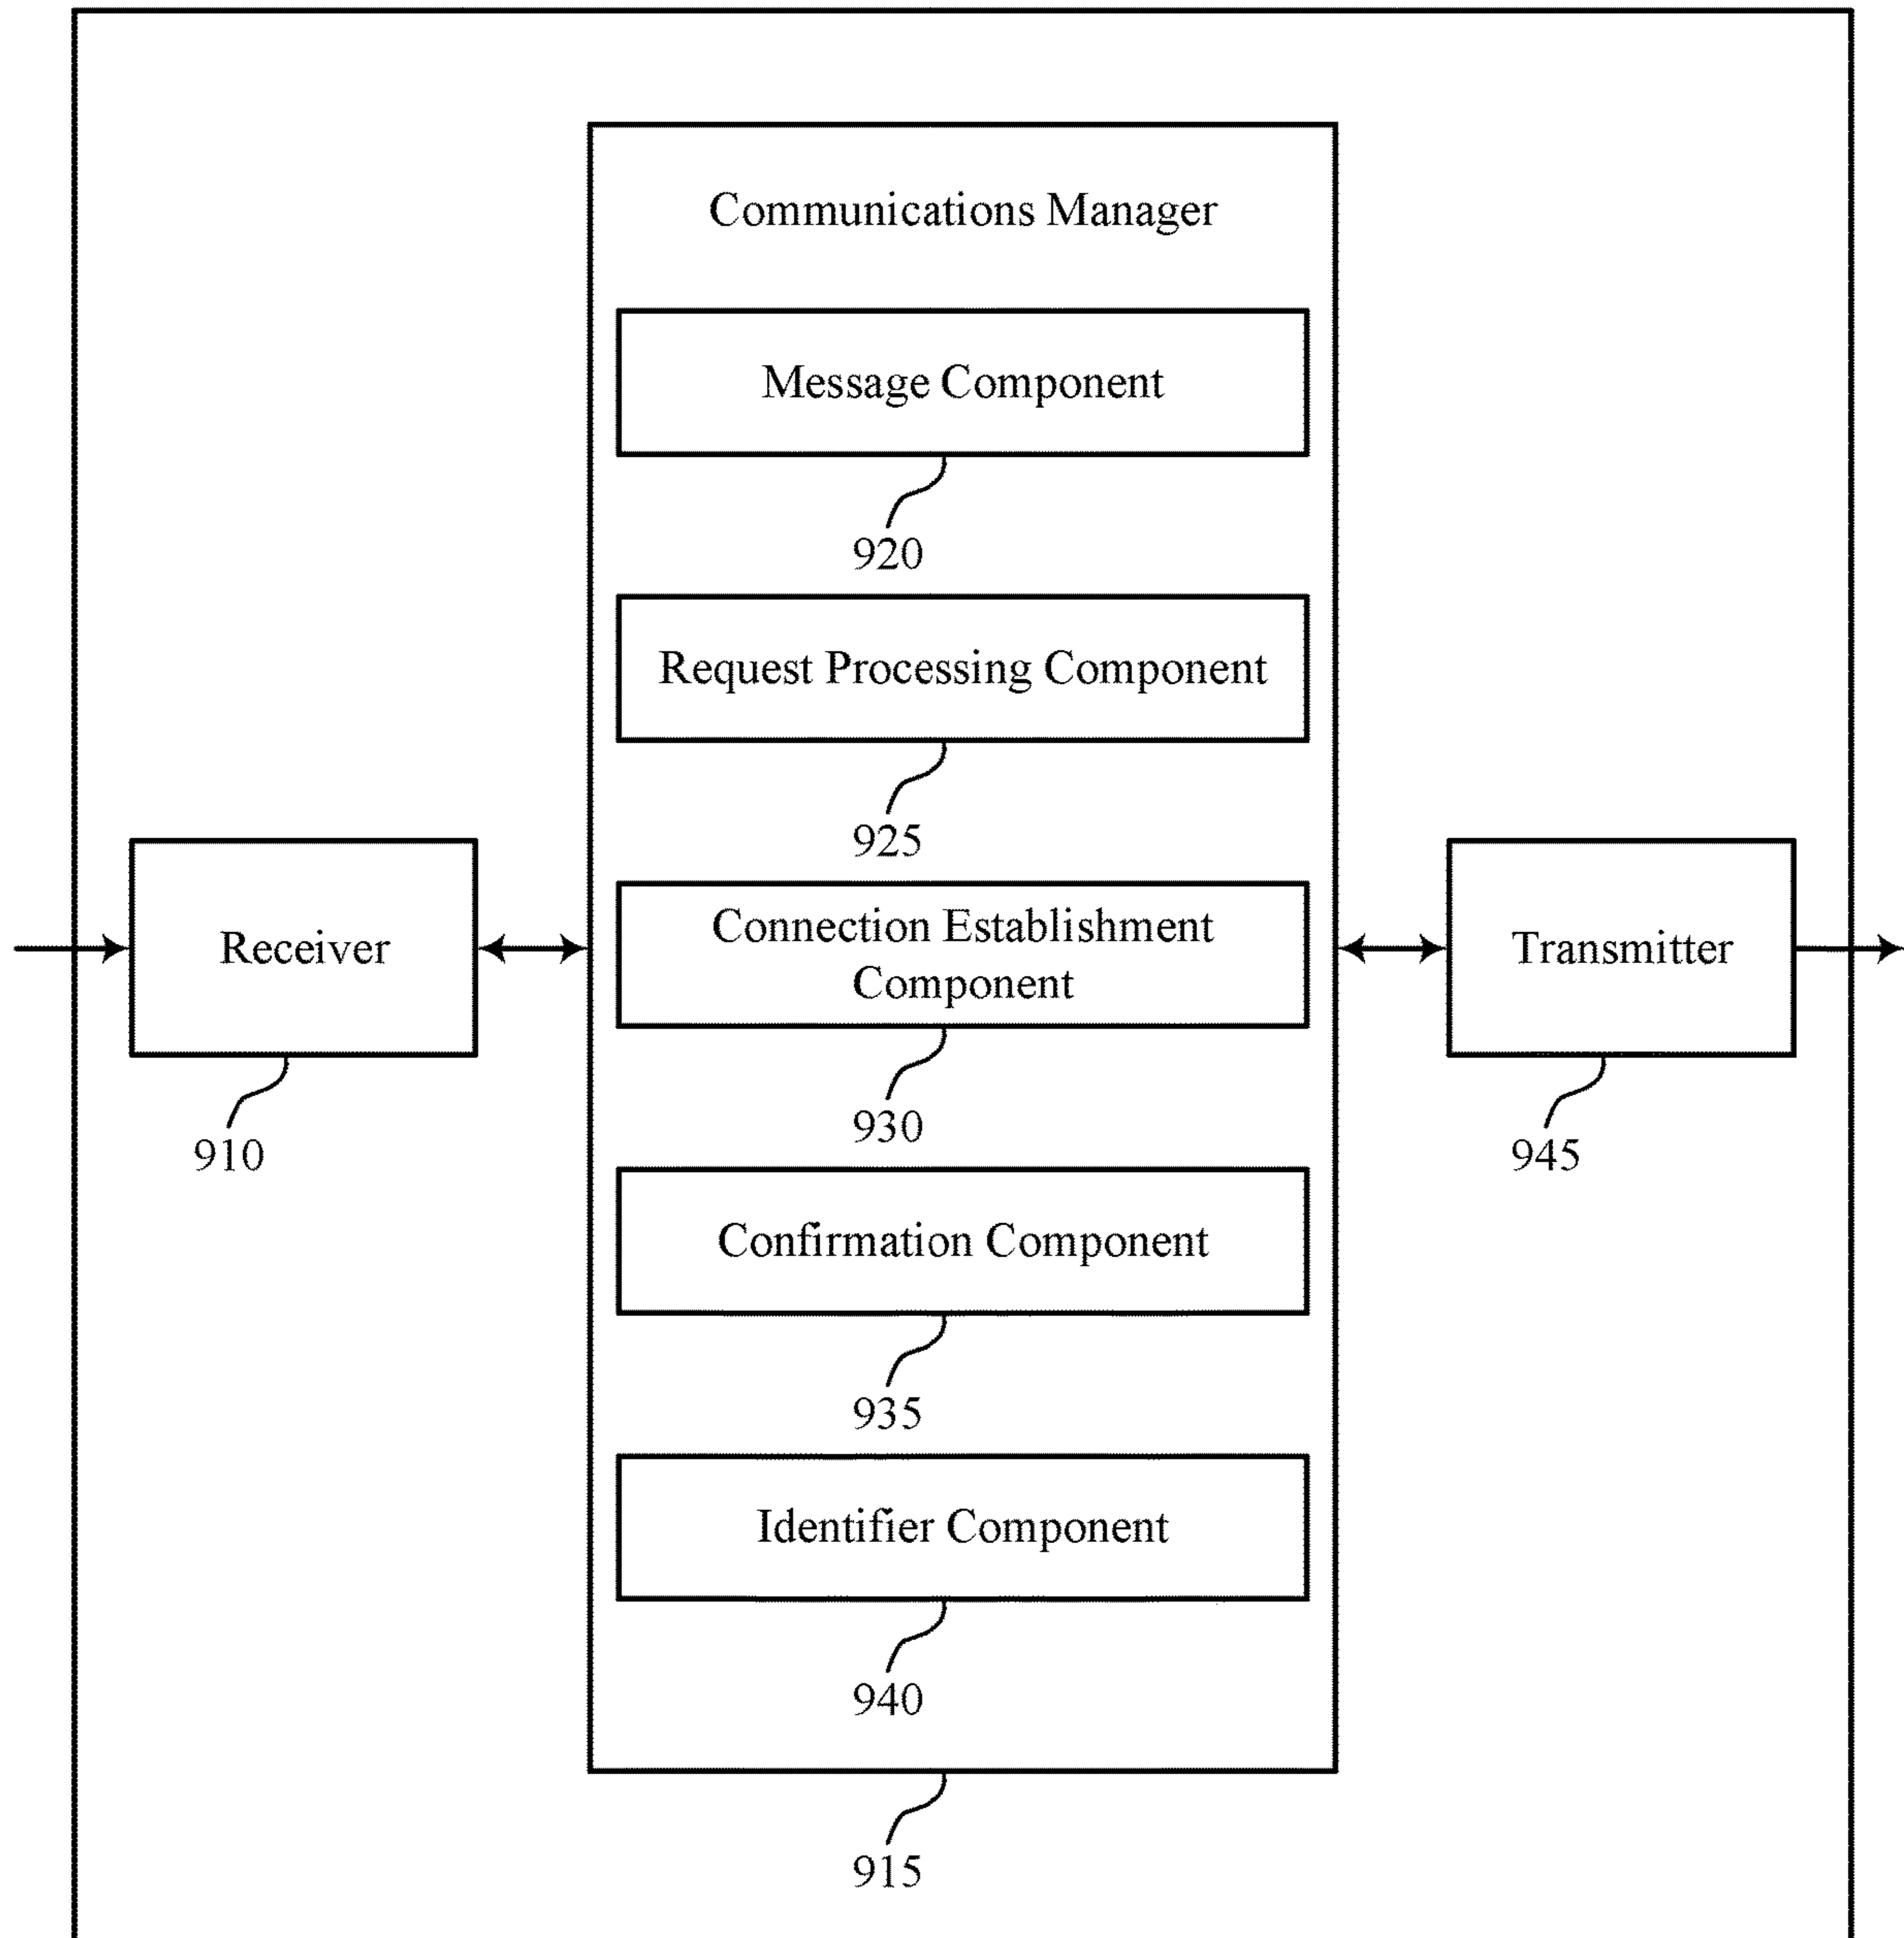 Communications Manager
Message Component
920
Request Processing Component
925
Receiver
910
Connection Establishment
Component
930
Transmitter
945
Confirmation Component
935
Identifier Component
940
915